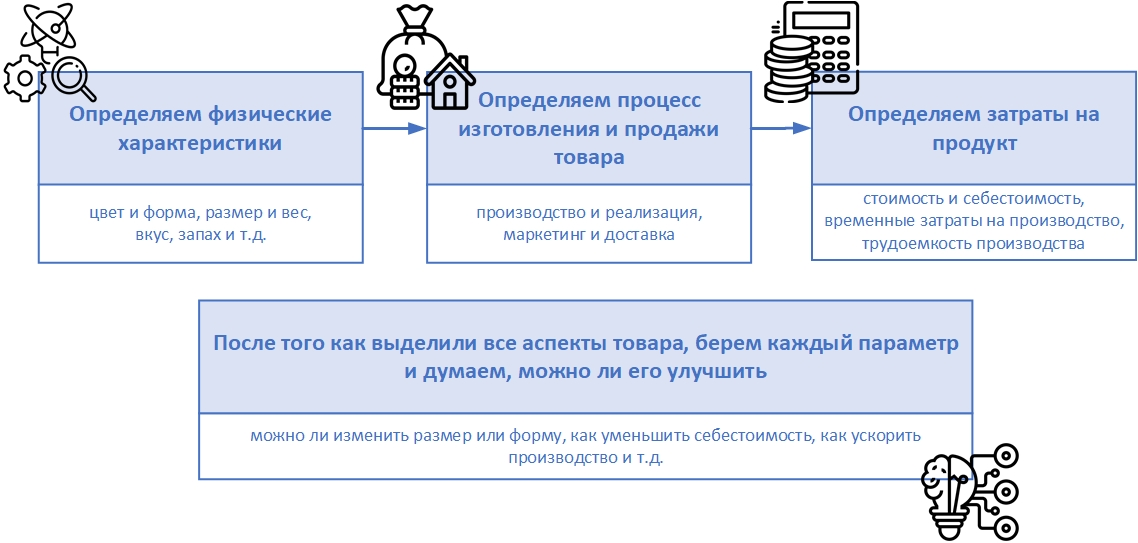 Определяем физические
характеристики
цвет и форма, размер и вес,
вкус, запах и т.д.
Определяем процесс
изготовления и продажи
товара
производство и реализация,
маркетинг и доставка
Определяем затраты на
продукт
стоимость и себестоимость,
временные затраты на производство,
трудоемкость производства
После того как выделили все аспекты товара, берем каждый параметр
и думаем, можно ли его улучшить
можно ли изменить размер или форму, как уменьшить себестоимость, как ускорить
производство и т.д.